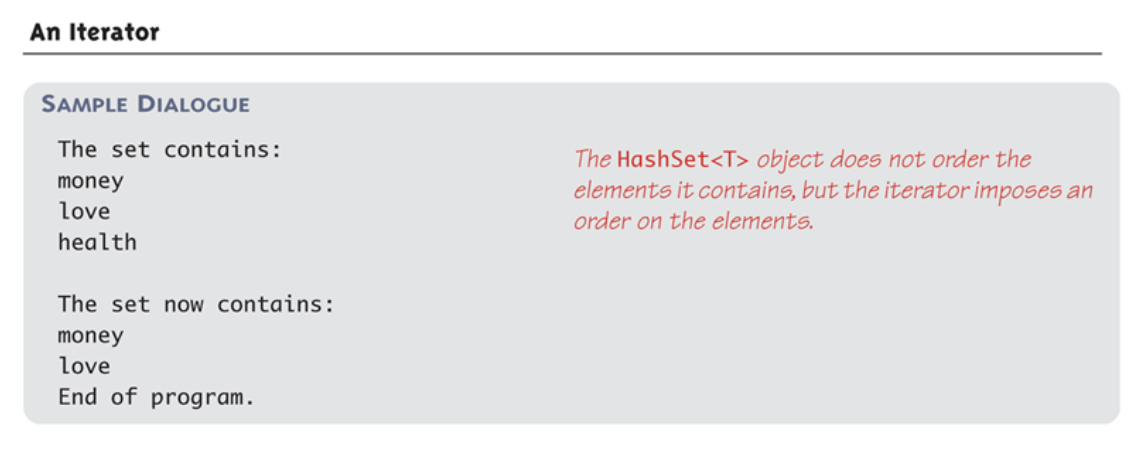 An Iterator
SAMPLE DIALOGUE
The set contains:
money
love
health
The HashSet<T> object does not order the
elements it contains, but the iterator imposes an
order on the elements.
The set now contains:
money
love
End of program.